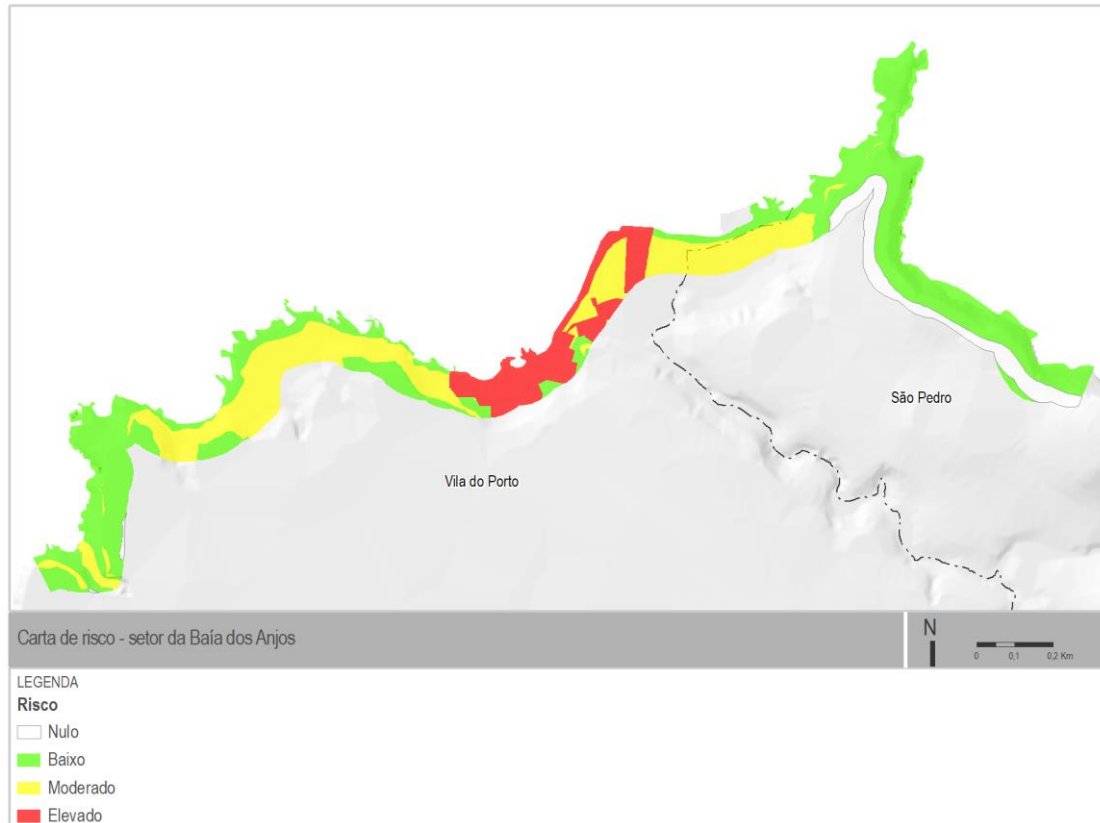 São Pedro
Vila do Porto
Carta de risco - setor da Baía dos Anjos
N
0 0,1 0,2 Km
LEGENDA
Risco
Nulo
Baixo
Moderado
Elevado